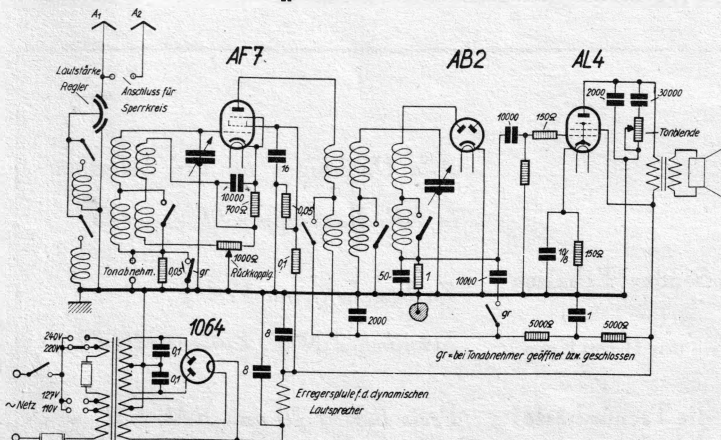 A1
A2
AF7
AB2
AL4
Lautstärke
Regler
Anschluss für
Sperrkreis
2000
30000
10000
150Ω
Tonblende
16
10000
700Ω
0,05
0,1
1000Ω
Rückkopplg.
Tonabnehm.
0,05
gr
50
1
10000
10/8
150Ω
gr
2000
8
8
1
5000Ω
5000Ω
gr=bei Tonabnehmer geöffnet bzw. geschlossen
1064
240V
220V
0,1
0,1
127V
110V
~Netz
Erregerspule f. d. dynamischen
Lautsprecher